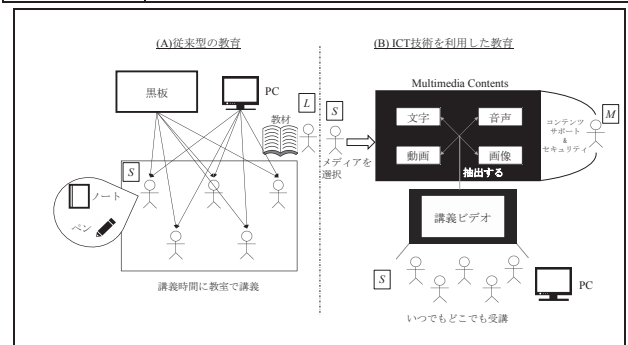 (A)従来型の教育
黒板
PC
教材
L
S
ノート
ペン
講義時間に教室で講義
(B) ICT技術を利用した教育
Multimedia Contents
S
メディアを
選択
文字
音声
動画
画像
抽出する
コンテンツ
サポート
&
セキュリティ
M
講義ビデオ
S
PC
いつでもどこでも受講